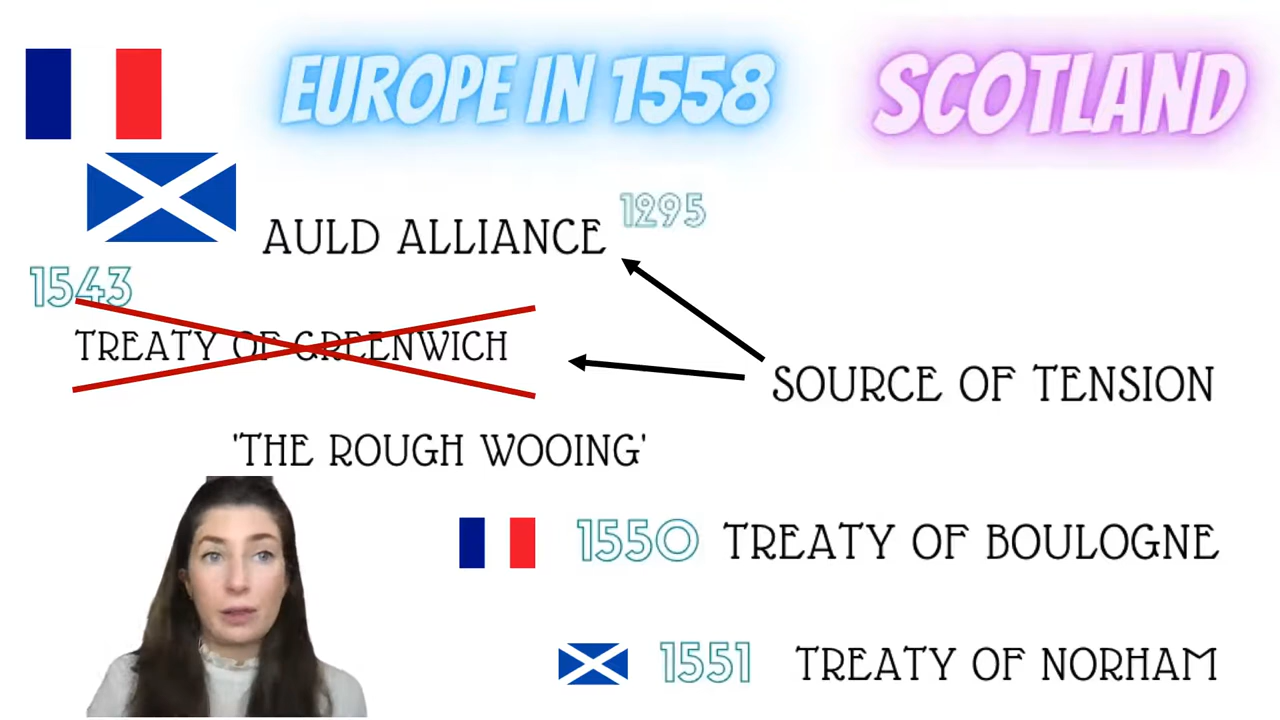 EUROPE IN 1558
SCOTLAND
AULD ALLIANCE
1295
1543
TREATY OF GREENWICH
SOURCE OF TENSION
'THE ROUGH WOOING'
1550 TREATY OF BOULOGNE
1551 TREATY OF NORHAM